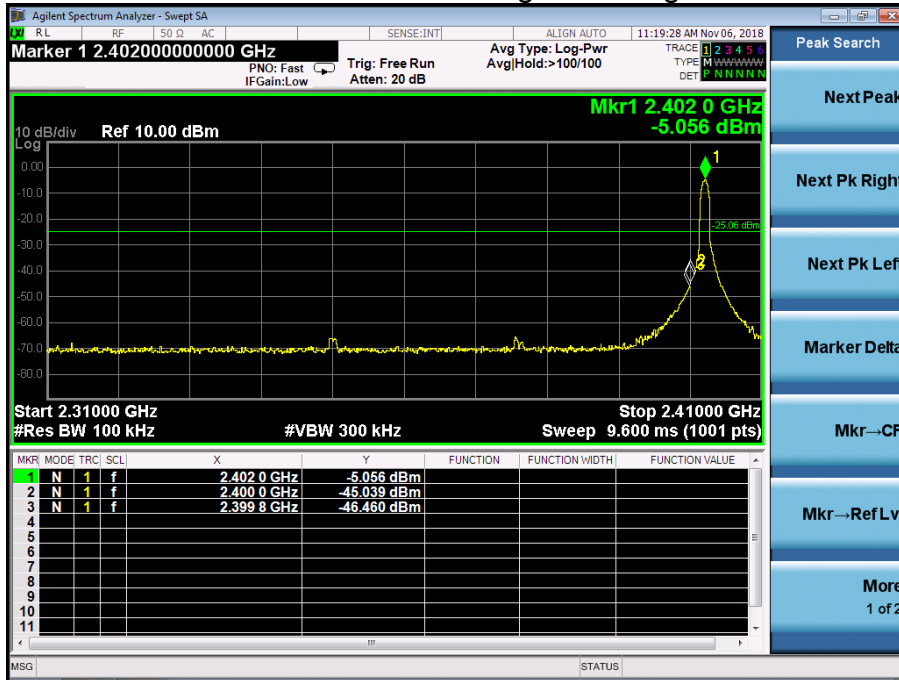 Agilent Spectrum Analyzer - Swept SA
LXI RL RF 50 Ω AC SENSE:INT ALIGN AUTO 11:19:28 AM Nov 06, 2018
Marker 1 2.402000000000 GHz
PNO: Fast
IFGain:Low
Trig: Free Run
Atten: 20 dB
Avg Type: Log-Pwr
Avg|Hold:>100/100
TRACE 1 2 3 4 5 6
TYPE M WWWWW
DET P N N N N N
Peak Search
Mkr1 2.402 0 GHz
-5.056 dBm
10 dB/div Ref 10.00 dBm
Log
0.00
-10.0
-20.0
-30.0
-40.0
-50.0
-60.0
-70.0
-80.0
1
-25.06 dBm
2
Start 2.31000 GHz Stop 2.41000 GHz
#Res BW 100 kHz #VBW 300 kHz Sweep 9.600 ms (1001 pts)
MKR MODE TRC SCL X Y FUNCTION FUNCTION WIDTH FUNCTION VALUE
1 N 1 f 2.402 0 GHz -5.056 dBm
2 N 1 f 2.400 0 GHz -45.039 dBm
3 N 1 f 2.399 8 GHz -46.460 dBm
4
5
6
7
8
9
10
11
MSG STATUS
Next Peak
Next Pk Right
Next Pk Left
Marker Delta
Mkr→CF
Mkr→Ref Lv
More
1 of 2